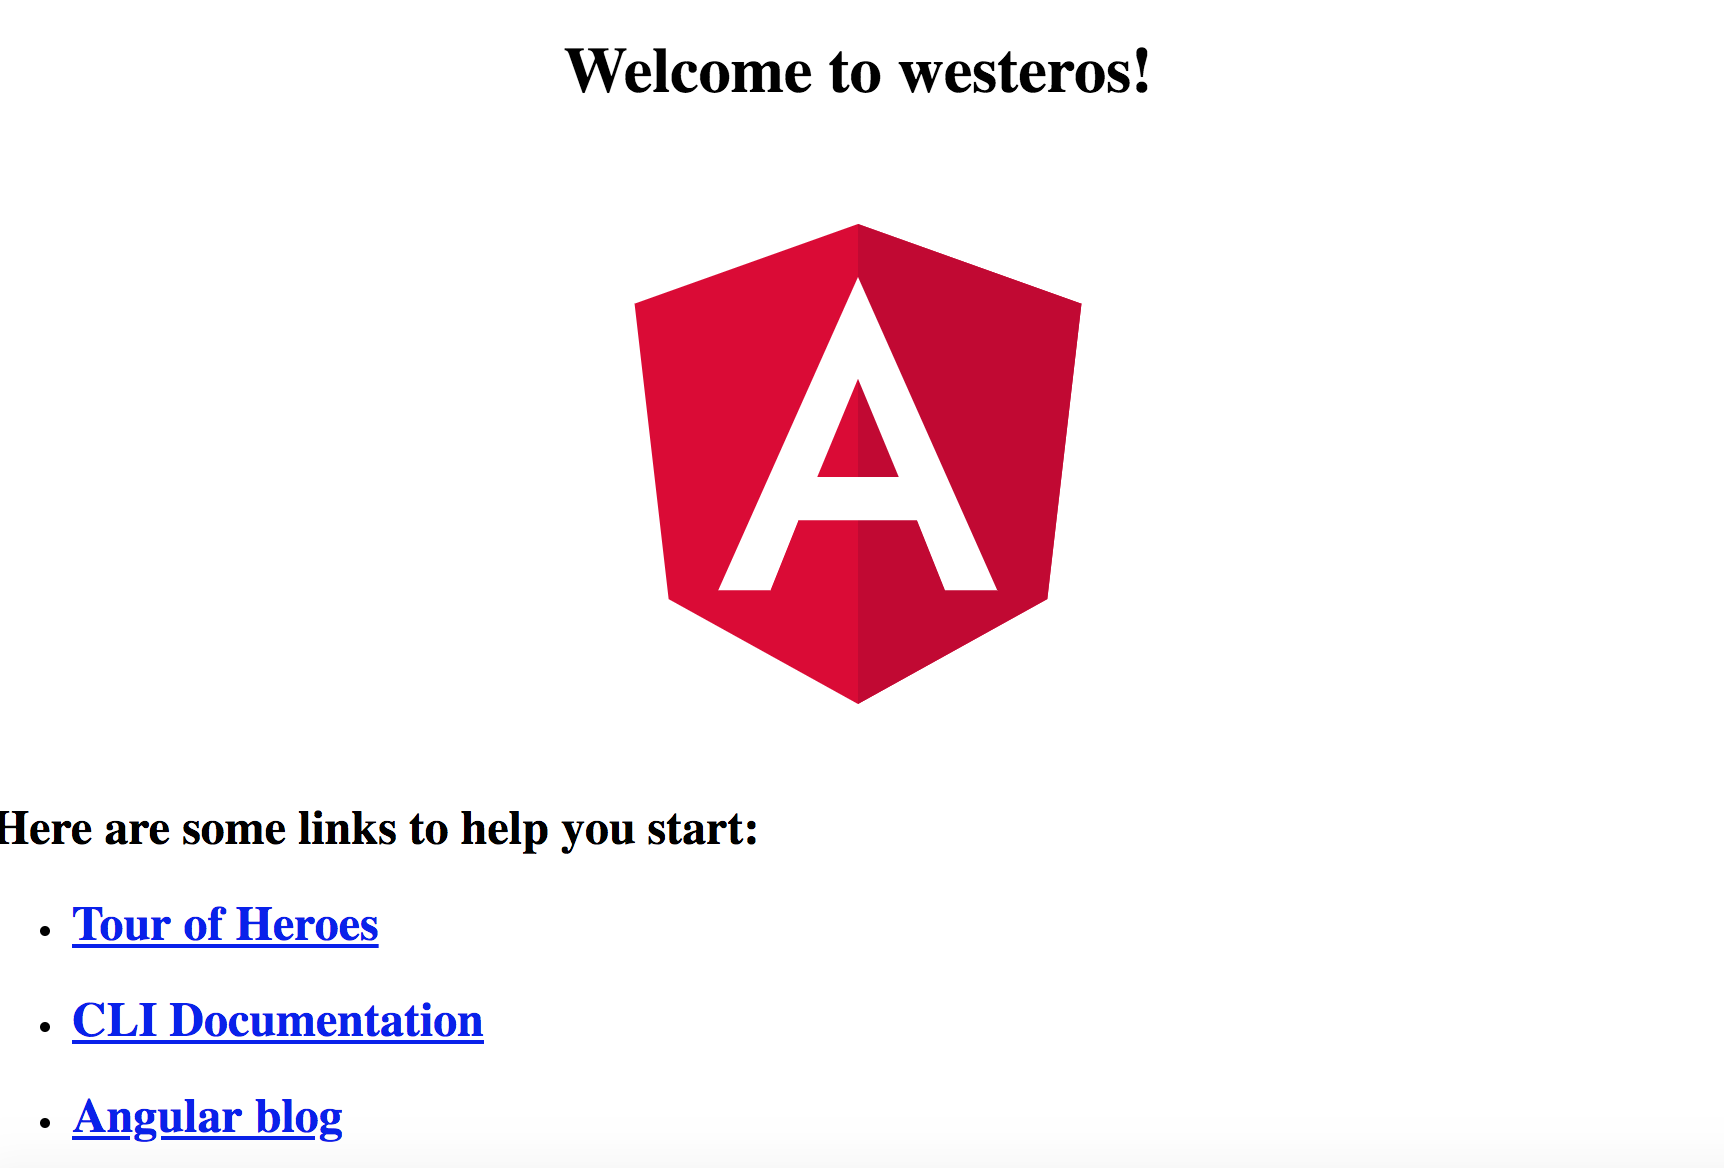 Welcome to westeros!
A
Here are some links to help you start:
Tour of Heroes
CLI Documentation
Angular blog